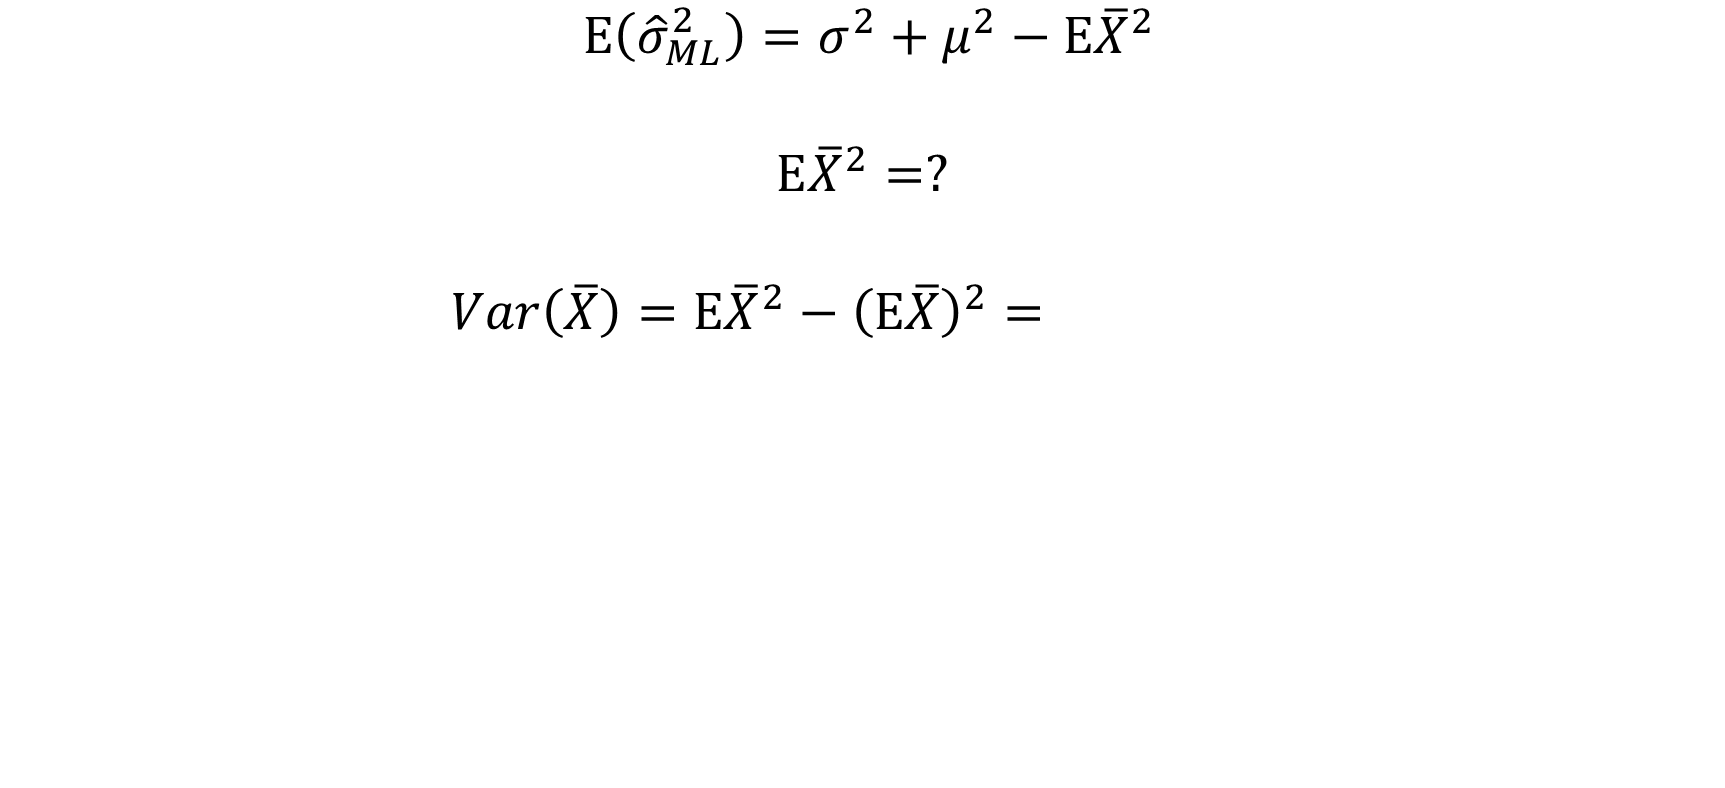 E(σ̂²_ML) = σ² + μ² − EX̄²
EX̄² =?
Var(X̄) = EX̄² − (EX̄)² =